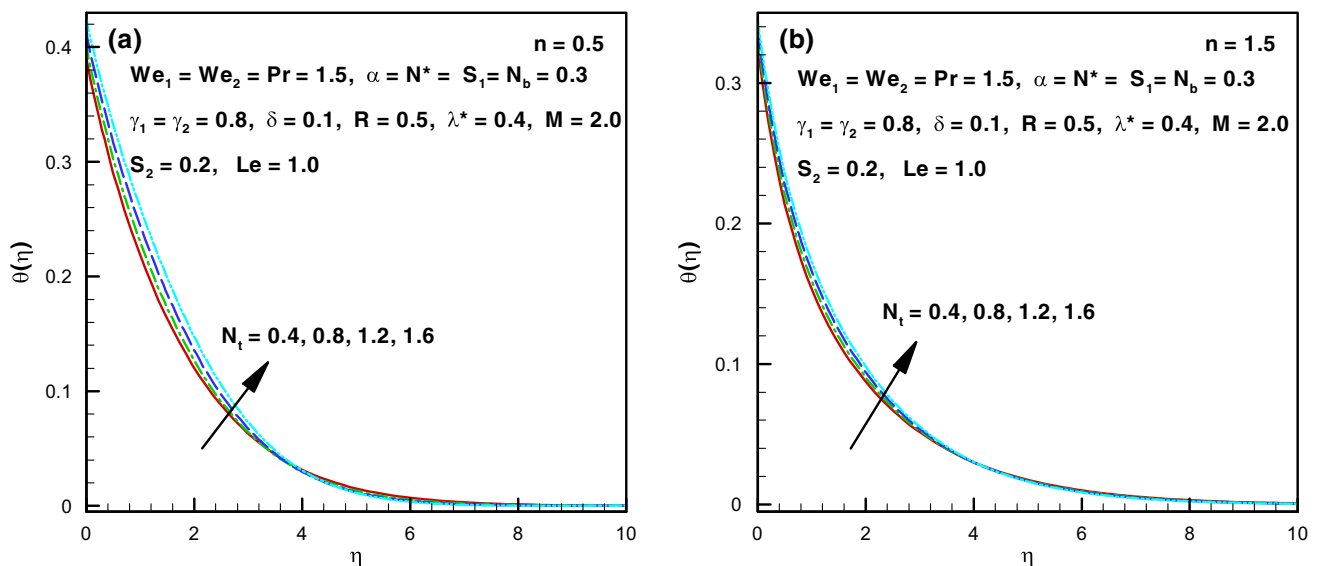 (a)
n = 0.5
We₁ = We₂ = Pr = 1.5, α = N* = S₁= N_b = 0.3
γ₁ = γ₂ = 0.8, δ = 0.1, R = 0.5, λ* = 0.4, M = 2.0
S₂ = 0.2, Le = 1.0
N_t = 0.4, 0.8, 1.2, 1.6
θ(η)
0.4
0.3
0.2
0.1
0
0 2 4 6 8 10
η
(b)
n = 1.5
We₁ = We₂ = Pr = 1.5, α = N* = S₁= N_b = 0.3
γ₁ = γ₂ = 0.8, δ = 0.1, R = 0.5, λ* = 0.4, M = 2.0
S₂ = 0.2, Le = 1.0
N_t = 0.4, 0.8, 1.2, 1.6
θ(η)
0.3
0.2
0.1
0
0 2 4 6 8 10
η